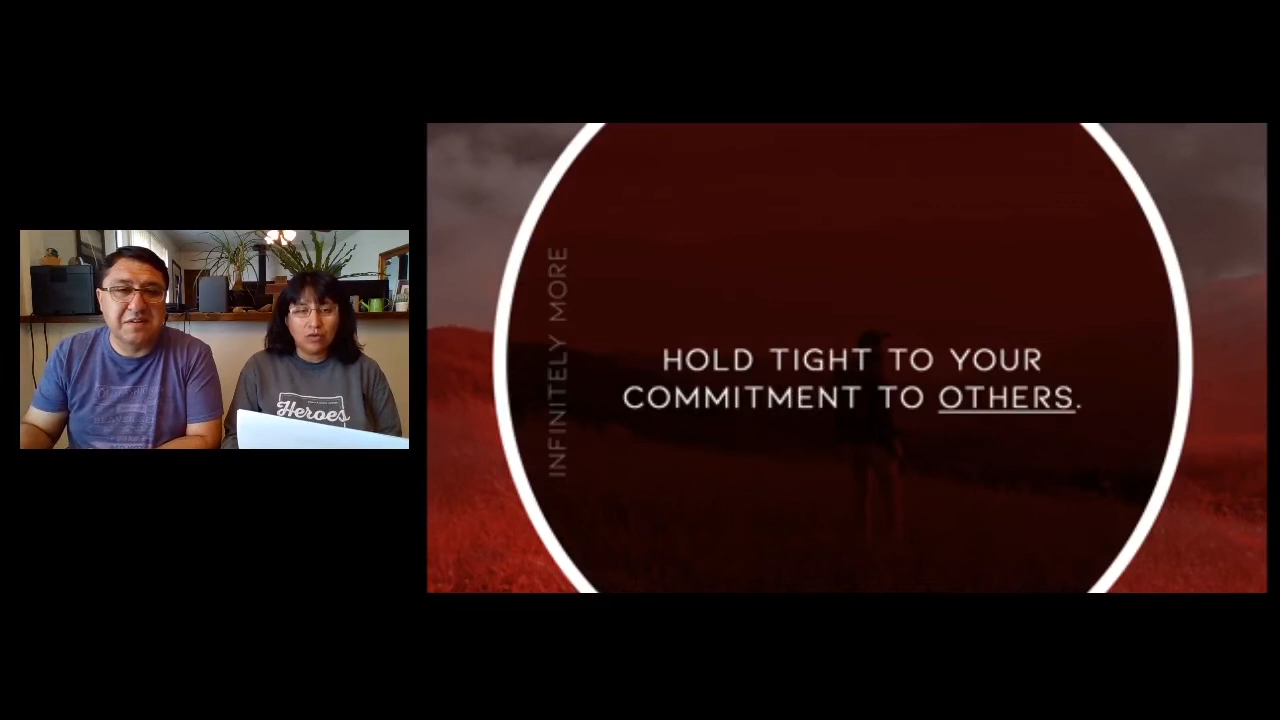 Heroes
INFINITELY MORE
HOLD TIGHT TO YOUR
COMMITMENT TO OTHERS.